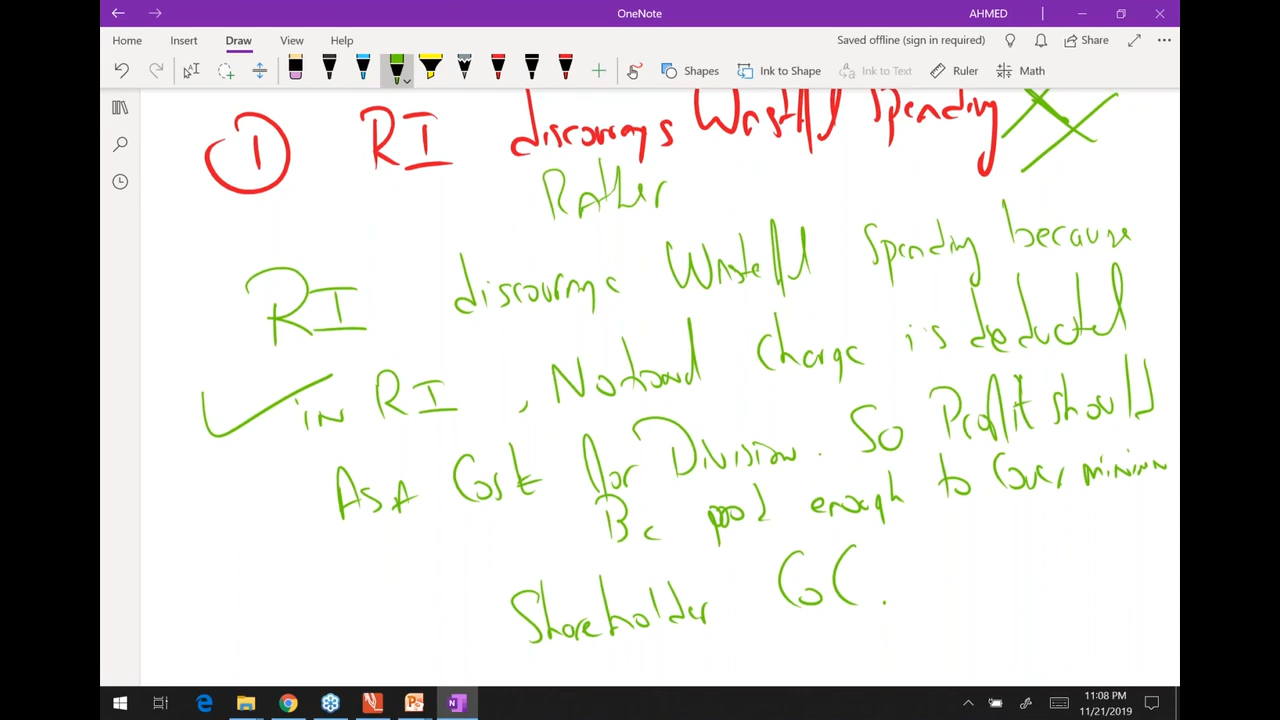 OneNote
AHMED
Home Insert Draw View Help
Saved offline (sign in required) Share
Shapes Ink to Shape Ink to Text Ruler Math
1 RI discourags Wasteful Spending
Rather
RI discourage Wasteful Spending because
in RI, Notional charge is deducted
As A Cost for Division. So Profit should
Be good enough to Cover minimum
Shareholder CoC.
11:08 PM
11/21/2019